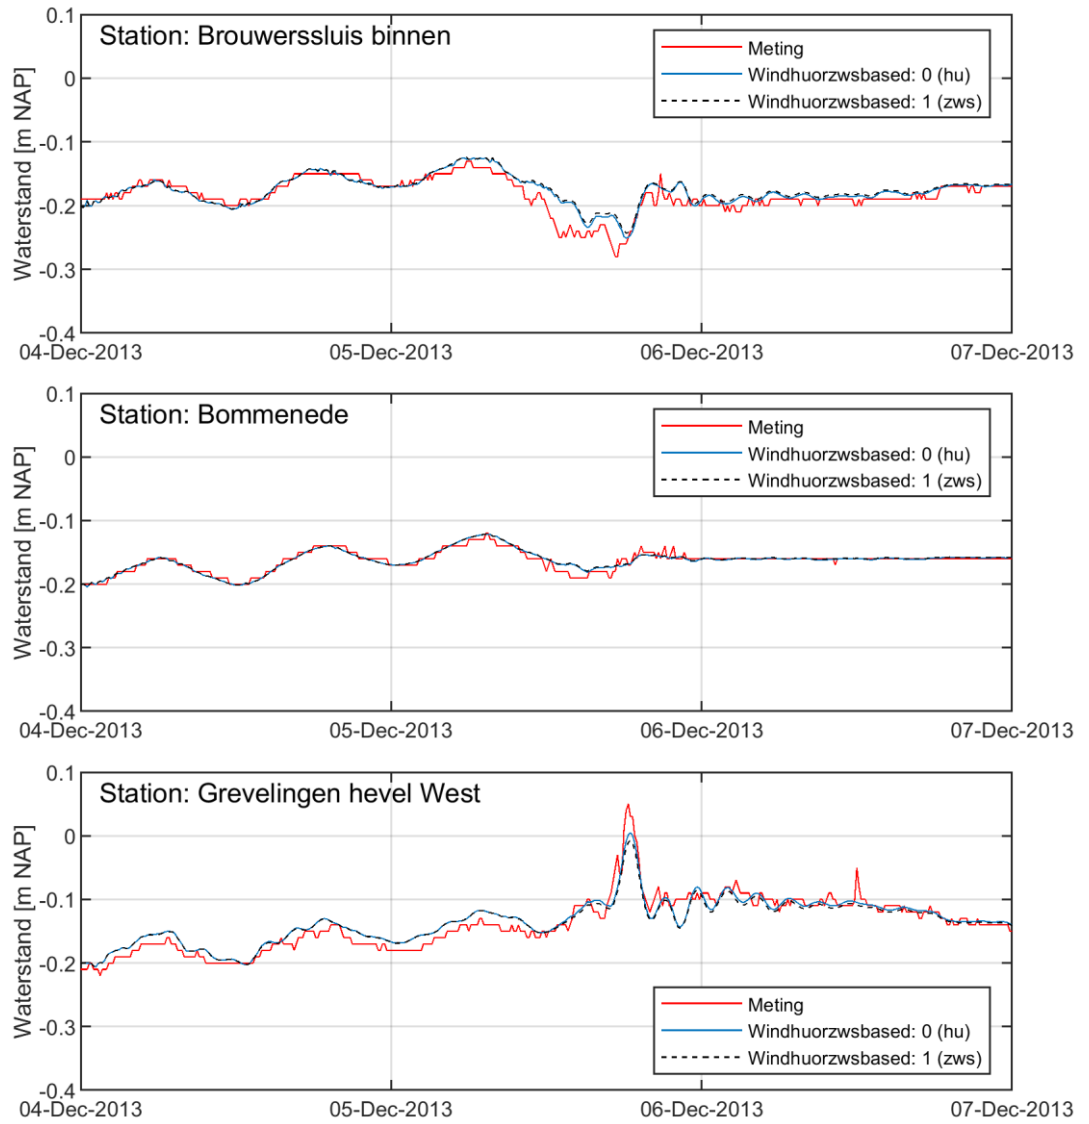 Station: Brouwerssluis binnen
Meting
Windhuorzwsbased: 0 (hu)
Windhuorzwsbased: 1 (zws)
Waterstand [m NAP]
0.1
0
-0.1
-0.2
-0.3
-0.4
04-Dec-2013 05-Dec-2013 06-Dec-2013 07-Dec-2013
Station: Bommenede
Meting
Windhuorzwsbased: 0 (hu)
Windhuorzwsbased: 1 (zws)
Waterstand [m NAP]
0.1
0
-0.1
-0.2
-0.3
-0.4
04-Dec-2013 05-Dec-2013 06-Dec-2013 07-Dec-2013
Station: Grevelingen hevel West
Waterstand [m NAP]
0.1
0
-0.1
-0.2
-0.3
-0.4
Meting
Windhuorzwsbased: 0 (hu)
Windhuorzwsbased: 1 (zws)
04-Dec-2013 05-Dec-2013 06-Dec-2013 07-Dec-2013